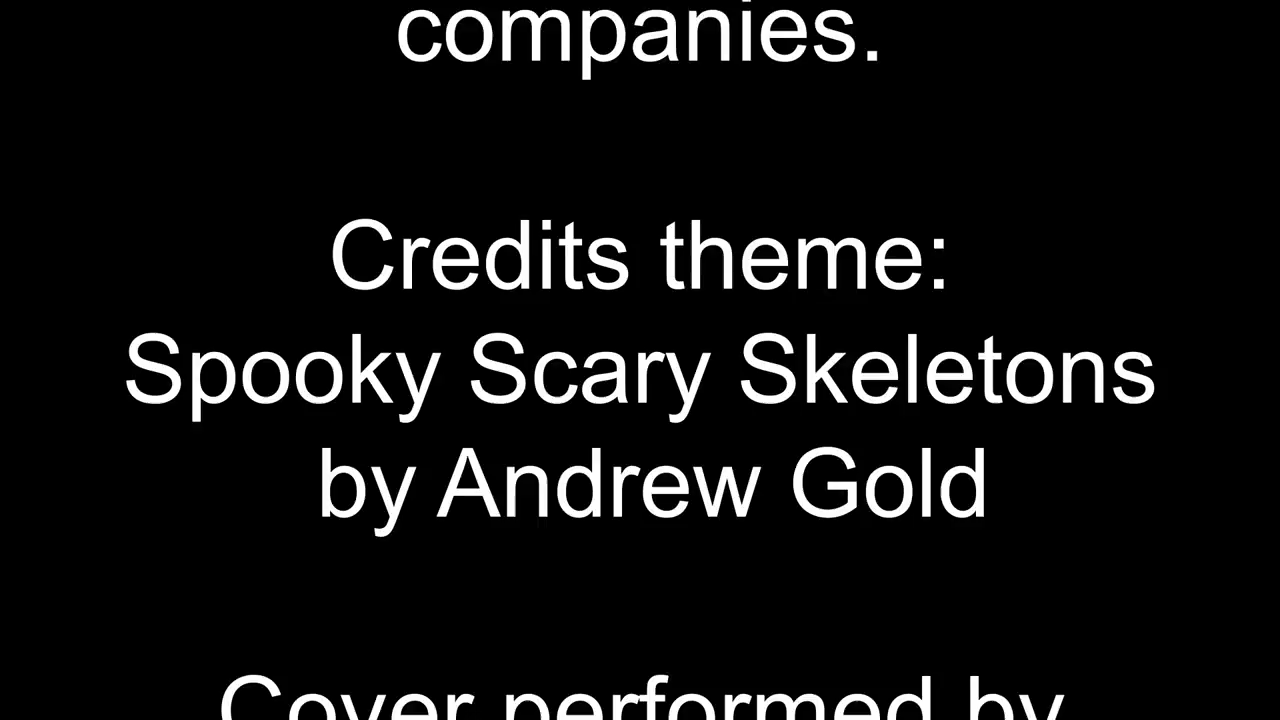 companies.
Credits theme:
Spooky Scary Skeletons
by Andrew Gold
Cover performed by